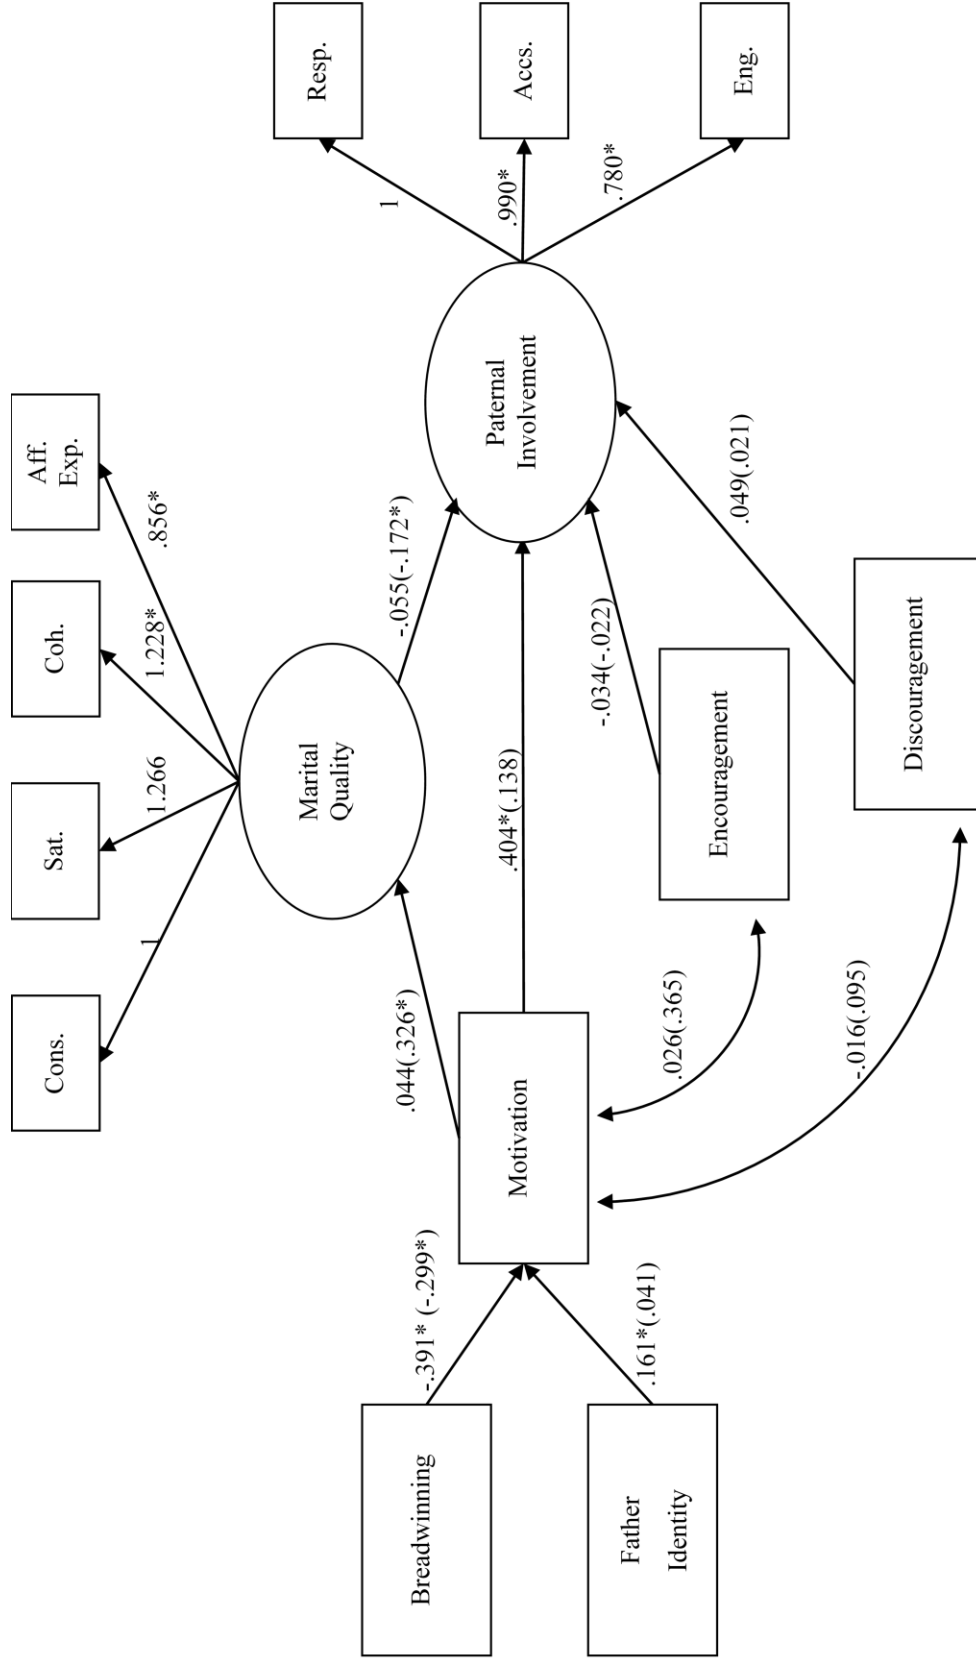 Cons.
Sat.
Coh.
Aff.
Exp.
1
1.266
1.228*
.856*
Marital
Quality
Resp.
Accs.
Eng.
1
.990*
.780*
Paternal
Involvement
.044(.326*)
-.055(-.172*)
Breadwinning
Father
Identity
-.391* (-.299*)
.161*(.041)
Motivation
.404*(.138)
-.034(-.022)
.049(.021)
.026(.365)
-.016(.095)
Encouragement
Discouragement